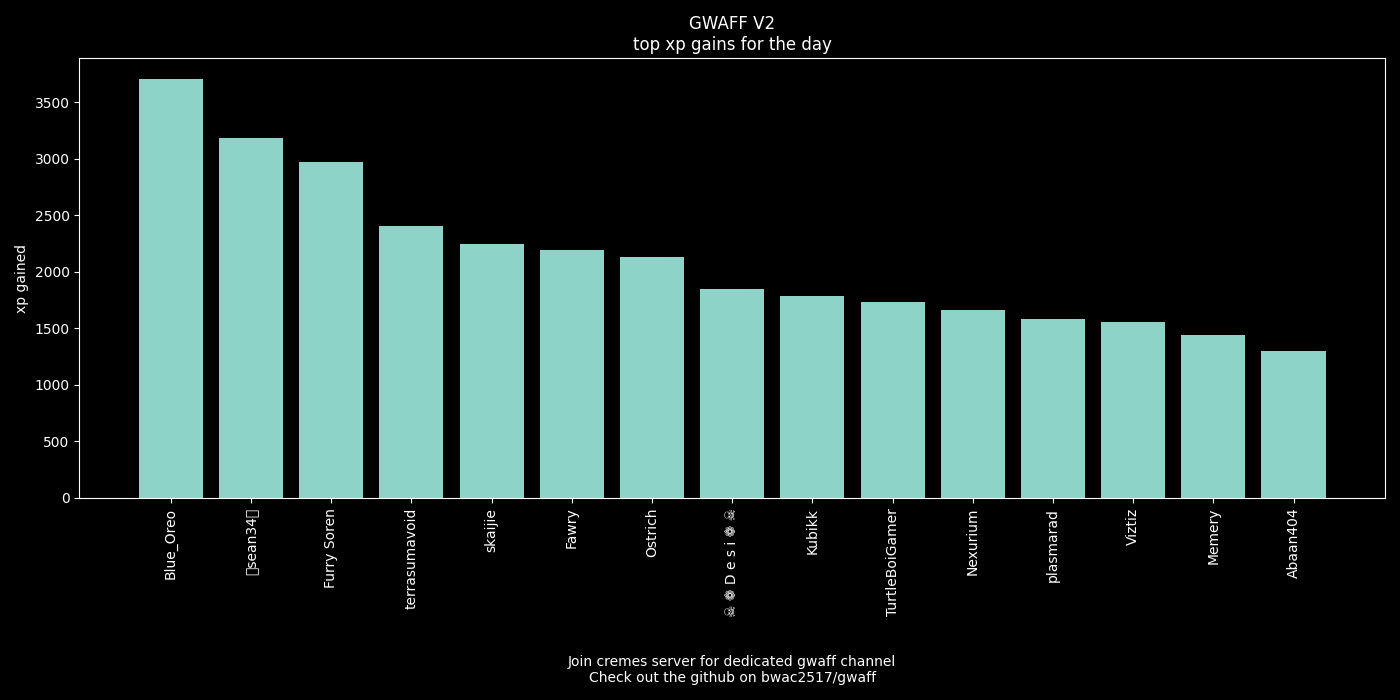 GWAFF V2
top xp gains for the day
xp gained
3500
3000
2500
2000
1500
1000
500
0
Blue_Oreo
sean34
Furry Soren
terrasumavoid
skaijie
Fawry
Ostrich
☠ ❁ D e s i ❁ ☠
Kubikk
TurtleBoiGamer
Nexurium
plasmarad
Viztiz
Memery
Abaan404
Join cremes server for dedicated gwaff channel
Check out the github on bwac2517/gwaff